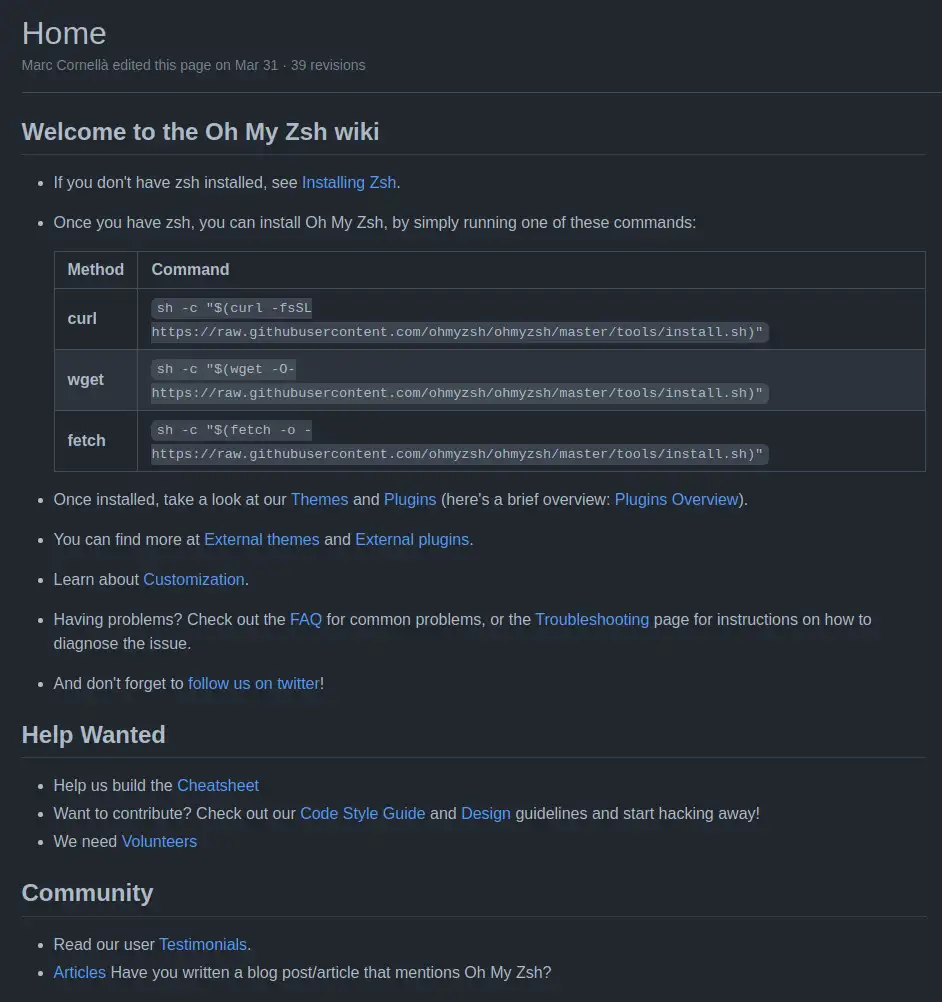 Home
Marc Cornellà edited this page on Mar 31 · 39 revisions
Welcome to the Oh My Zsh wiki
If you don't have zsh installed, see Installing Zsh.
Once you have zsh, you can install Oh My Zsh, by simply running one of these commands:
Method Command
curl sh -c "$(curl -fsSL
https://raw.githubusercontent.com/ohmyzsh/ohmyzsh/master/tools/install.sh)"
wget sh -c "$(wget -O-
https://raw.githubusercontent.com/ohmyzsh/ohmyzsh/master/tools/install.sh)"
fetch sh -c "$(fetch -o -
https://raw.githubusercontent.com/ohmyzsh/ohmyzsh/master/tools/install.sh)"
Once installed, take a look at our Themes and Plugins (here's a brief overview: Plugins Overview).
You can find more at External themes and External plugins.
Learn about Customization.
Having problems? Check out the FAQ for common problems, or the Troubleshooting page for instructions on how to
diagnose the issue.
And don't forget to follow us on twitter!
Help Wanted
Help us build the Cheatsheet
Want to contribute? Check out our Code Style Guide and Design guidelines and start hacking away!
We need Volunteers
Community
Read our user Testimonials.
Articles Have you written a blog post/article that mentions Oh My Zsh?